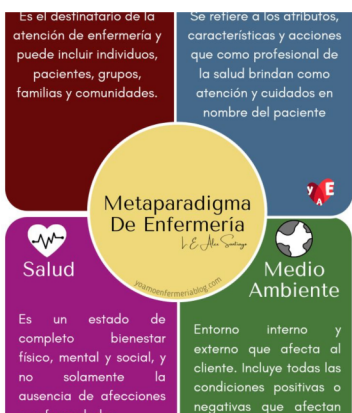 Es el destinatario de la
atención de enfermería y
puede incluir individuos,
pacientes, grupos,
familias y comunidades.
Se refiere a los atributos,
características y acciones
que como profesional de
la salud brindan como
atención y cuidados en
nombre del paciente
Y A E
Metaparadigma
De Enfermería
L. E. Alec Santiago
yoamoenfermeriablog.com
Salud
Es un estado de
completo bienestar
físico, mental y social, y
no solamente la
ausencia de afecciones
Medio
Ambiente
Entorno interno y
externo que afecta al
cliente. Incluye todas las
condiciones positivas o
negativas que afectan